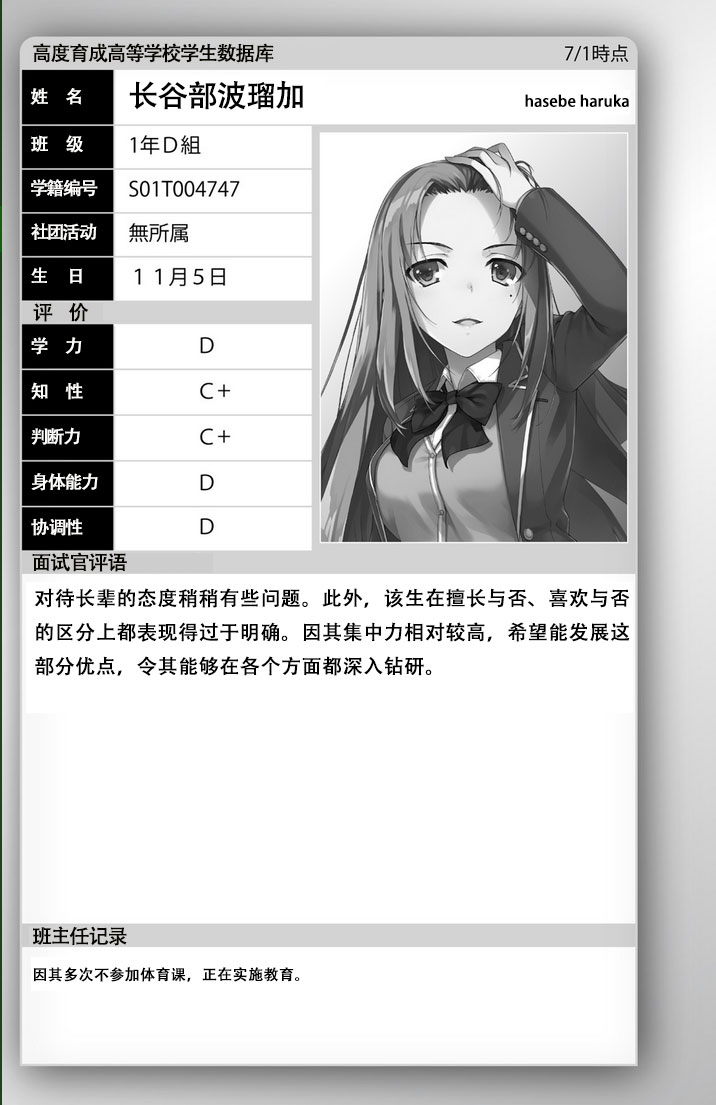 高度育成高等学校学生数据库 7/1時点
姓 名 长谷部波瑠加 hasebe haruka
班 级 1年D組
学籍编号 S01T004747
社团活动 無所属
生 日 11月5日
评 价
学 力 D
知 性 C+
判断力 C+
身体能力 D
协调性 D
面试官评语
对待长辈的态度稍稍有些问题。此外，该生在擅长与否、喜欢与否
的区分上都表现得过于明确。因其集中力相对较高，希望能发展这
部分优点，令其能够在各个方面都深入钻研。
班主任记录
因其多次不参加体育课，正在实施教育。